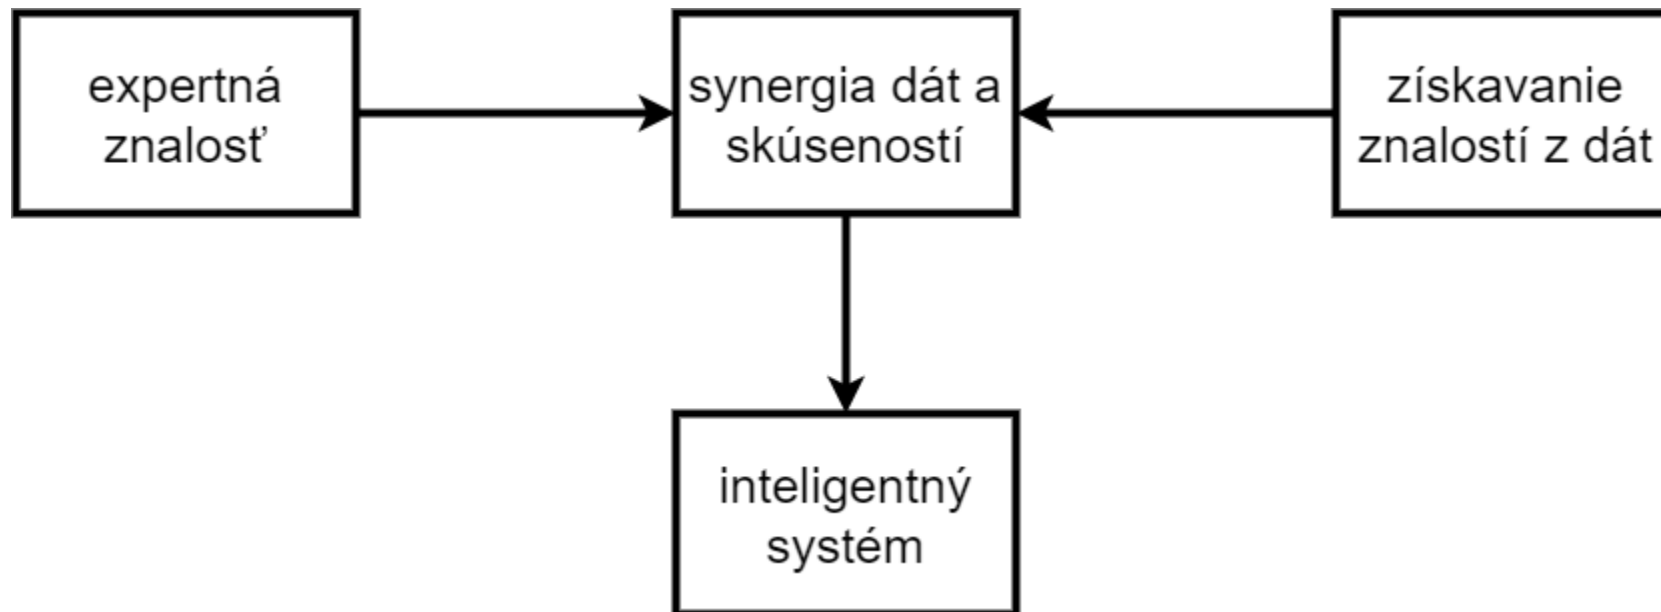 expertná
znalosť
synergia dát a
skúseností
získavanie
znalostí z dát
inteligentný
systém